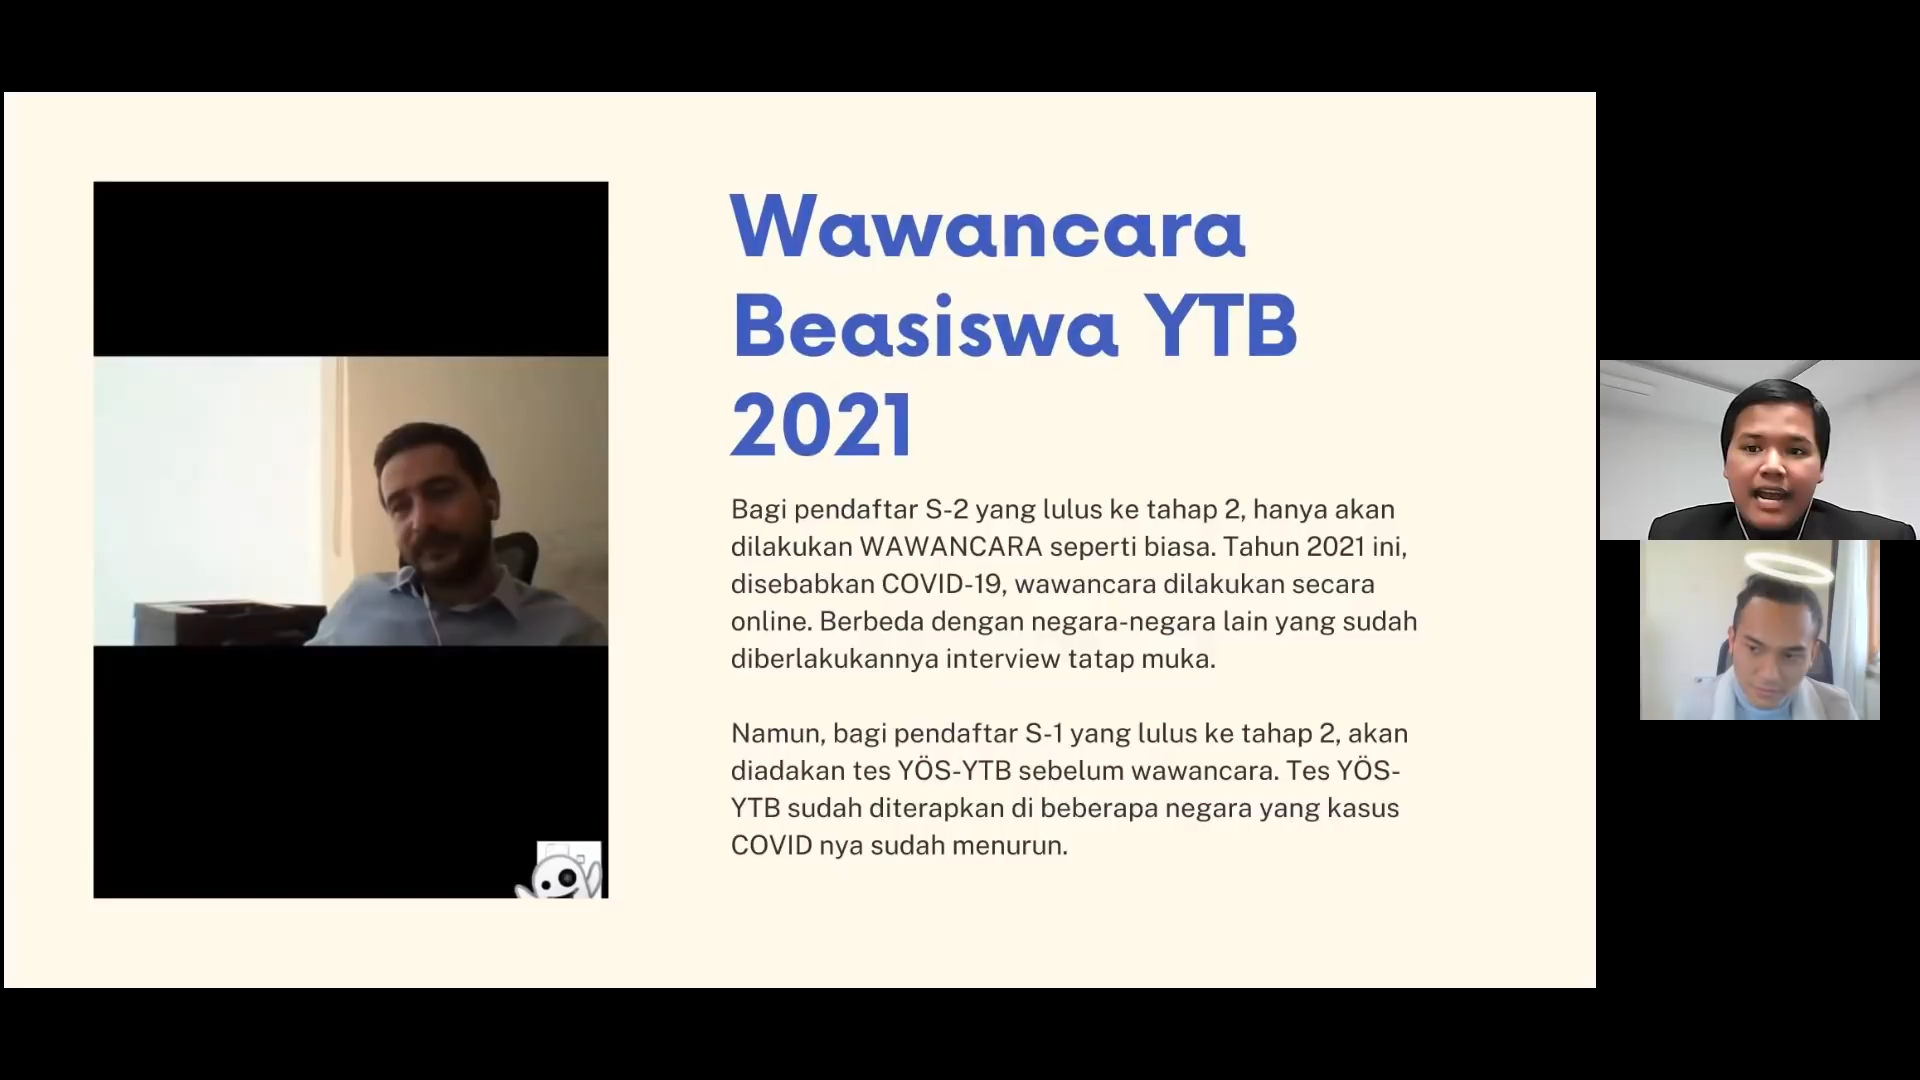 Wawancara
Beasiswa YTB
2021
Bagi pendaftar S-2 yang lulus ke tahap 2, hanya akan
dilakukan WAWANCARA seperti biasa. Tahun 2021 ini,
disebabkan COVID-19, wawancara dilakukan secara
online. Berbeda dengan negara-negara lain yang sudah
diberlakukannya interview tatap muka.
Namun, bagi pendaftar S-1 yang lulus ke tahap 2, akan
diadakan tes YÖS-YTB sebelum wawancara. Tes YÖS-
YTB sudah diterapkan di beberapa negara yang kasus
COVID nya sudah menurun.